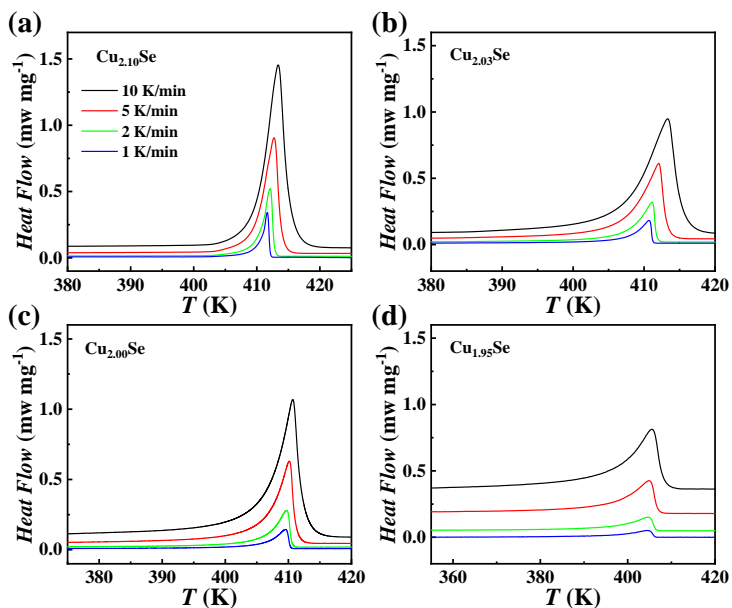 (a)
Cu2.10Se
10 K/min
5 K/min
2 K/min
1 K/min
Heat Flow (mw mg-1)
0.0
0.5
1.0
1.5
380 390 400 410 420
T (K)
(b)
Cu2.03Se
Heat Flow (mw mg-1)
0.0
0.5
1.0
1.5
380 390 400 410 420
T (K)
(c)
Cu2.00Se
Heat Flow (mw mg-1)
0.0
0.5
1.0
1.5
380 390 400 410 420
T (K)
(d)
Cu1.95Se
Heat Flow (mw mg-1)
0.0
0.5
1.0
1.5
360 380 400 420
T (K)